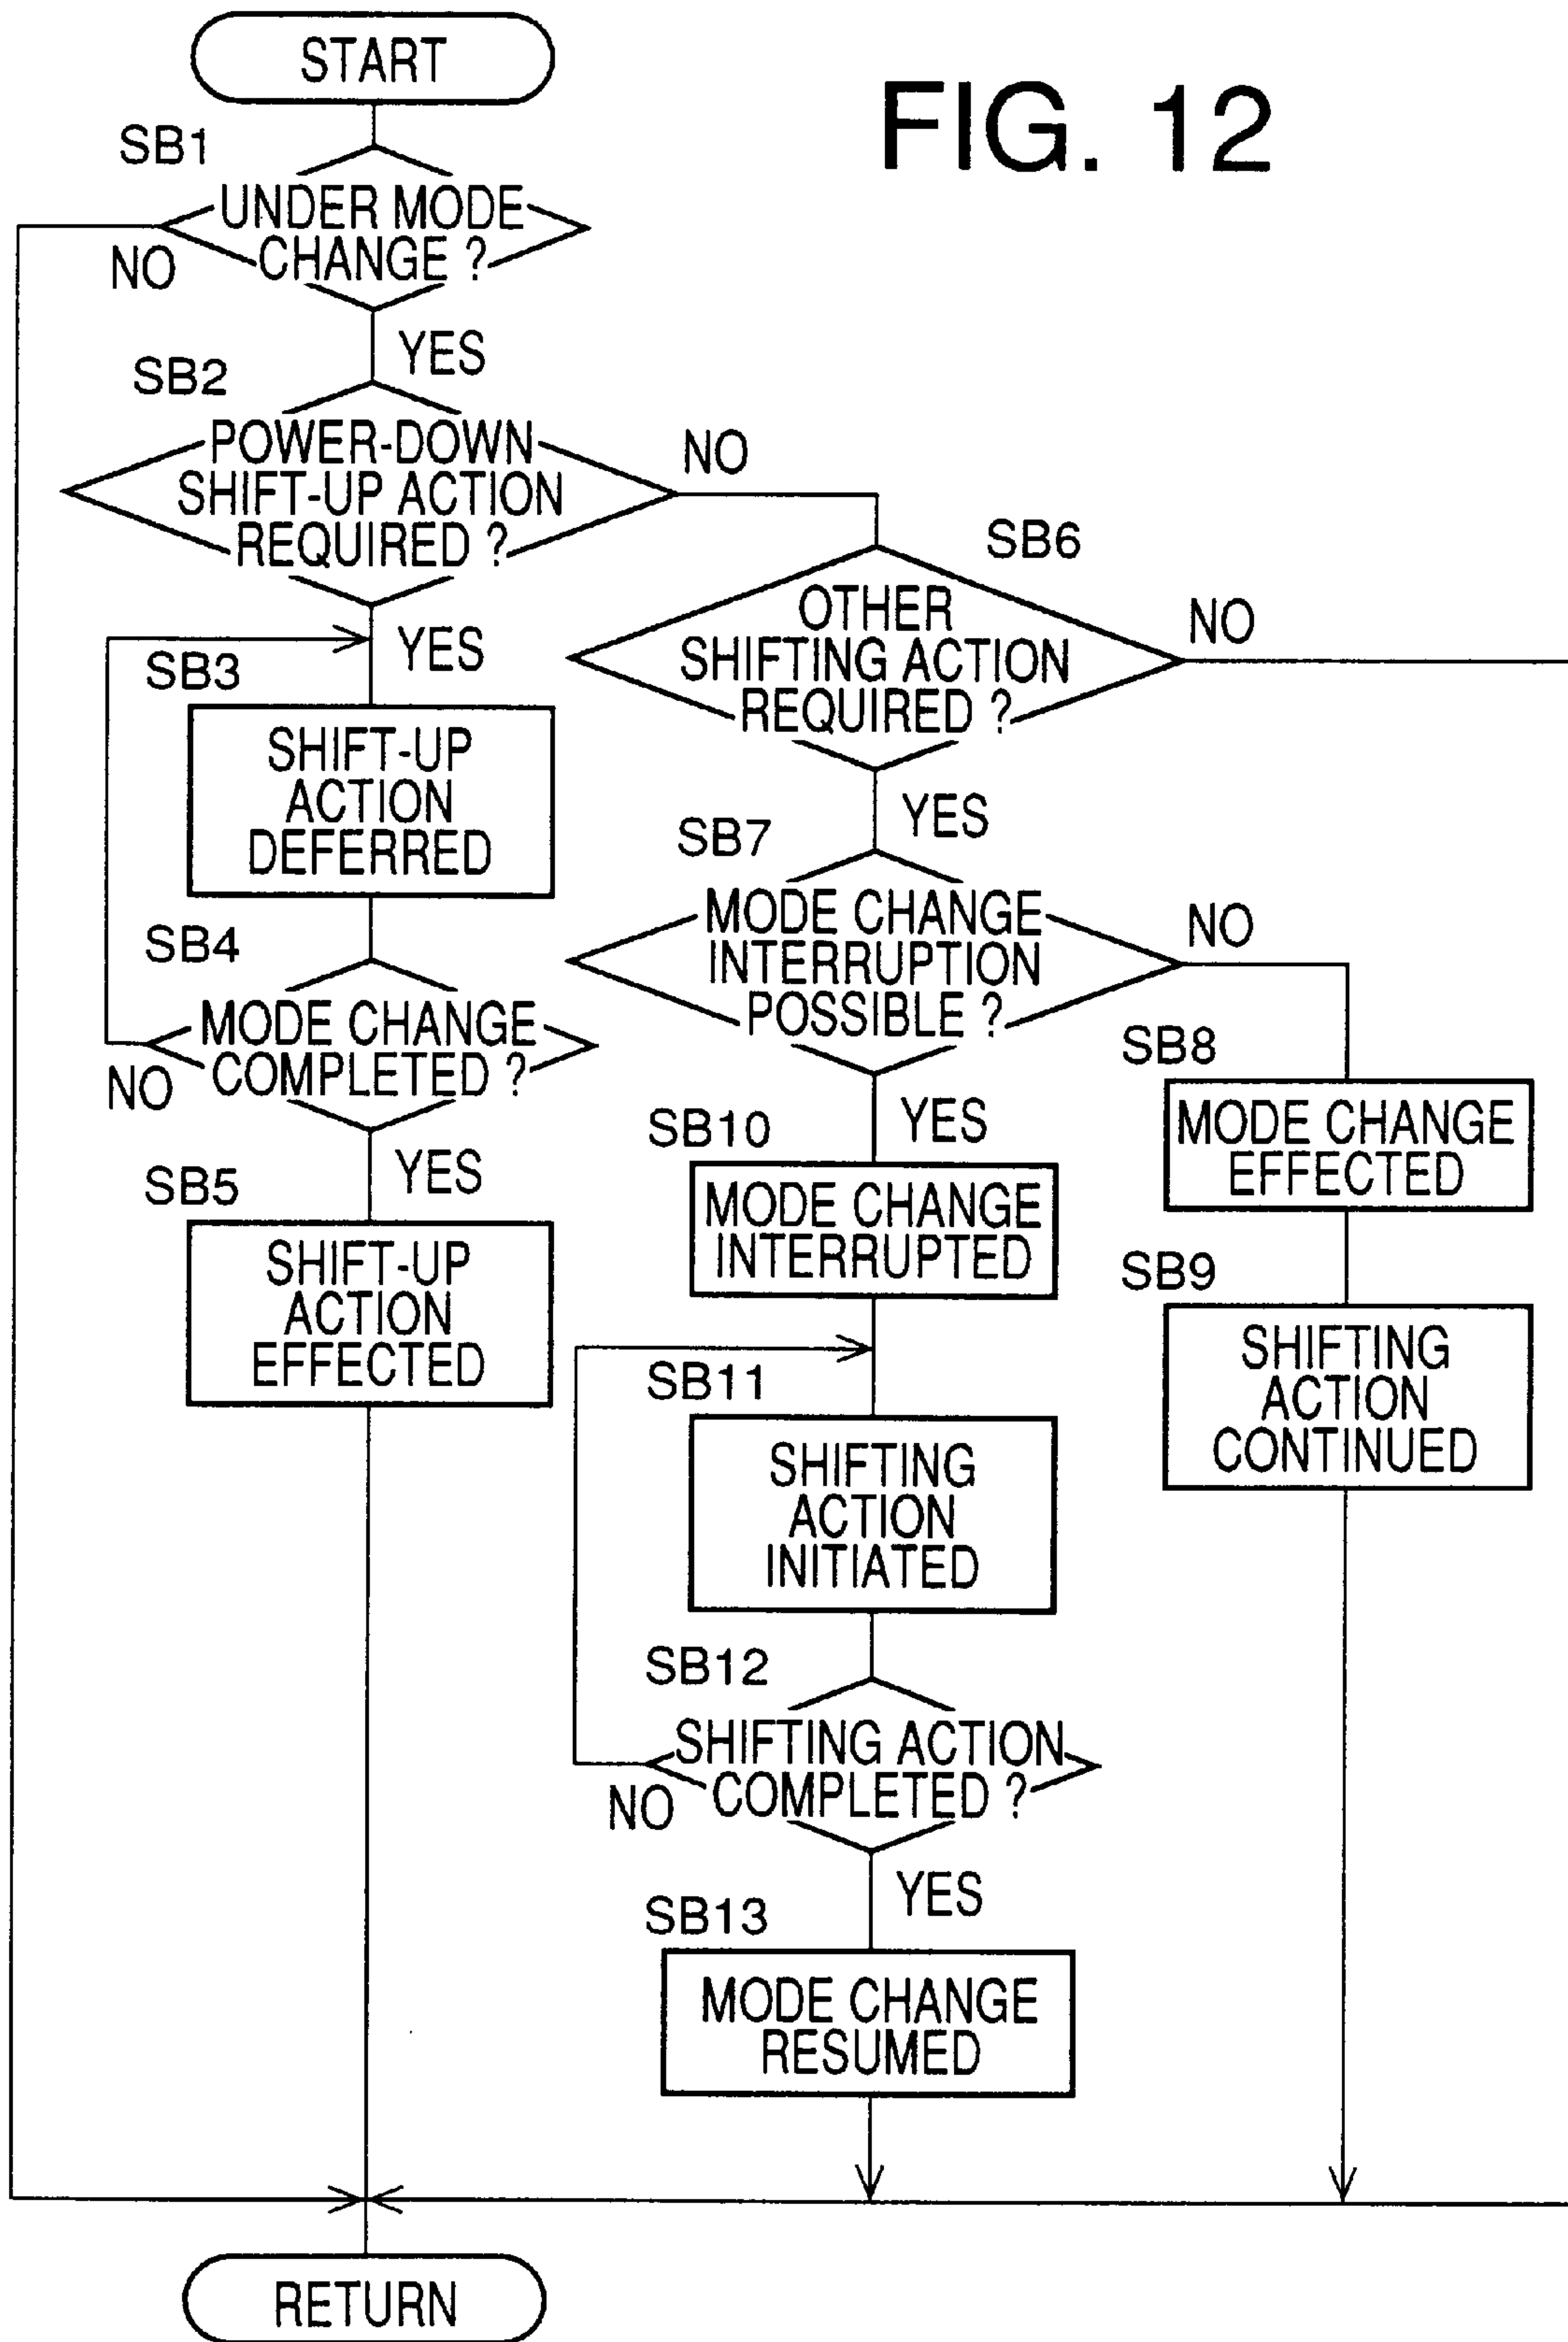 FIG. 12
START
SB1
UNDER MODE
CHANGE ?
NO
YES
SB2
POWER-DOWN
SHIFT-UP ACTION
REQUIRED ?
NO
YES
SB3
SHIFT-UP
ACTION
DEFERRED
SB4
MODE CHANGE
COMPLETED ?
NO
YES
SB5
SHIFT-UP
ACTION
EFFECTED
SB6
OTHER
SHIFTING ACTION
REQUIRED ?
NO
YES
SB7
MODE CHANGE
INTERRUPTION
POSSIBLE ?
NO
YES
SB8
MODE CHANGE
EFFECTED
SB9
SHIFTING
ACTION
CONTINUED
SB10
MODE CHANGE
INTERRUPTED
SB11
SHIFTING
ACTION
INITIATED
SB12
SHIFTING ACTION
COMPLETED ?
NO
YES
SB13
MODE CHANGE
RESUMED
RETURN